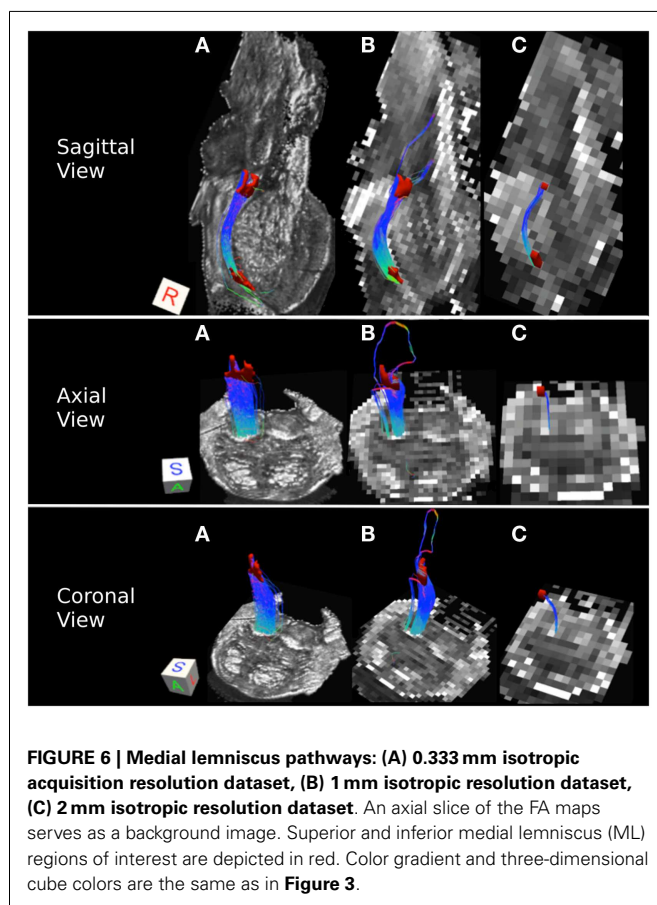 A B C
Sagittal
View
R
A B C
Axial
View
S
A
A B C
Coronal
View
S
A
FIGURE 6 | Medial lemniscus pathways: (A) 0.333 mm isotropic
acquisition resolution dataset, (B) 1 mm isotropic resolution dataset,
(C) 2 mm isotropic resolution dataset. An axial slice of the FA maps
serves as a background image. Superior and inferior medial lemniscus (ML)
regions of interest are depicted in red. Color gradient and three-dimensional
cube colors are the same as in Figure 3.